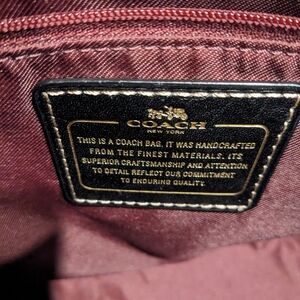 COACH
NEW YORK
THIS IS A COACH BAG. IT WAS HANDCRAFTED
FROM THE FINEST MATERIALS. ITS
SUPERIOR CRAFTSMANSHIP AND ATTENTION
TO DETAIL REFLECT OUR COMMITMENT
TO ENDURING QUALITY.